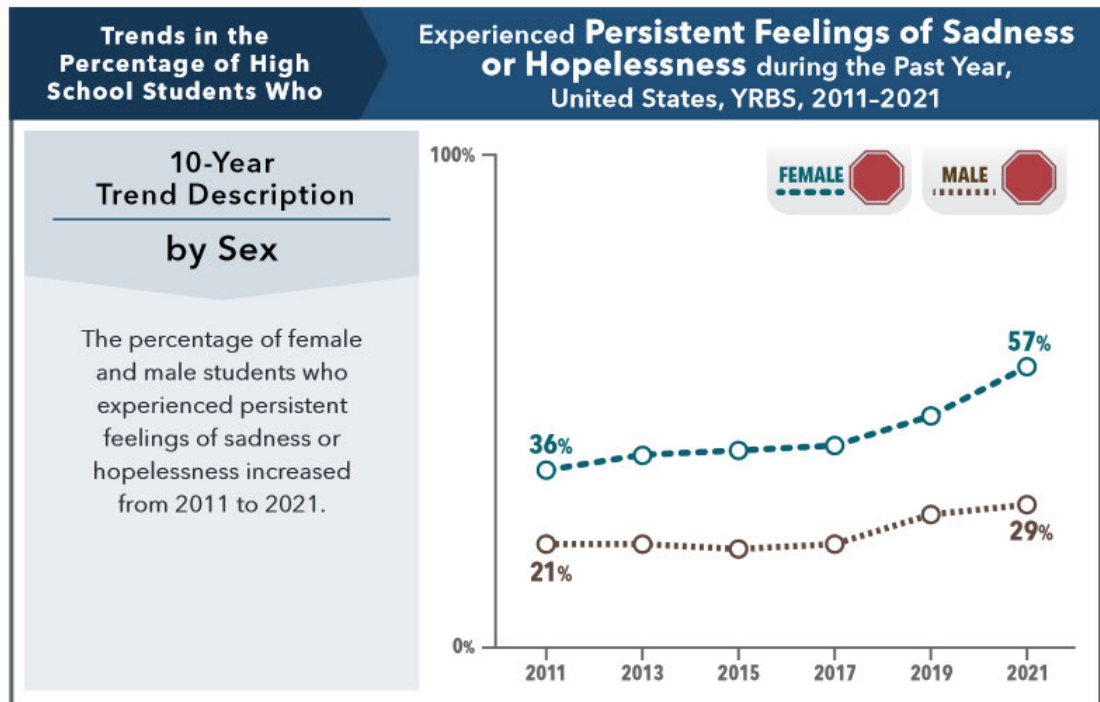 Trends in the
Percentage of High
School Students Who
Experienced Persistent Feelings of Sadness
or Hopelessness during the Past Year,
United States, YRBS, 2011–2021
10-Year
Trend Description
by Sex
The percentage of female
and male students who
experienced persistent
feelings of sadness or
hopelessness increased
from 2011 to 2021.
100%
FEMALE
MALE
57%
36%
29%
21%
0%
2011 2013 2015 2017 2019 2021